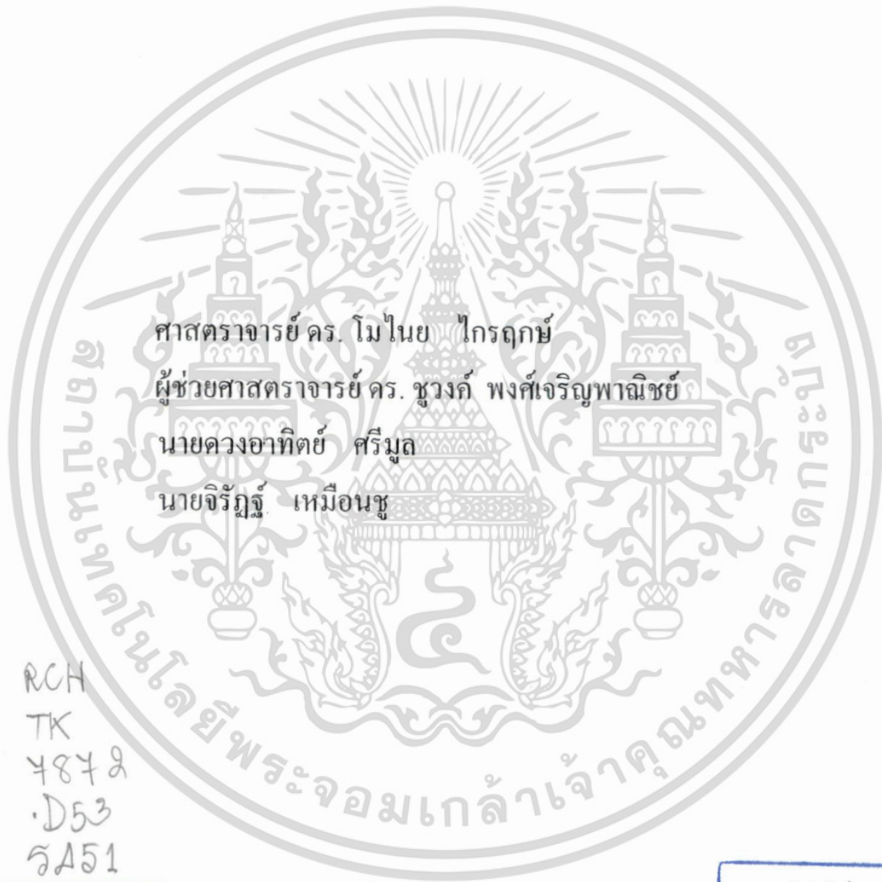 ศาสตราจารย์ ดร. โมไนย ไกรฤกษ์
ผู้ช่วยศาสตราจารย์ ดร. ชูวงค์ พงศ์เจริญพาณิชย์
นายดวงอาทิตย์ ศรีมูล
นายจิรัฏฐ์ เหมือนชู
สถาบันเทคโนโลยีพระจอมเกล้าเจ้าคุณทหารลาดกระบัง
RCH
TK
7872
.D53